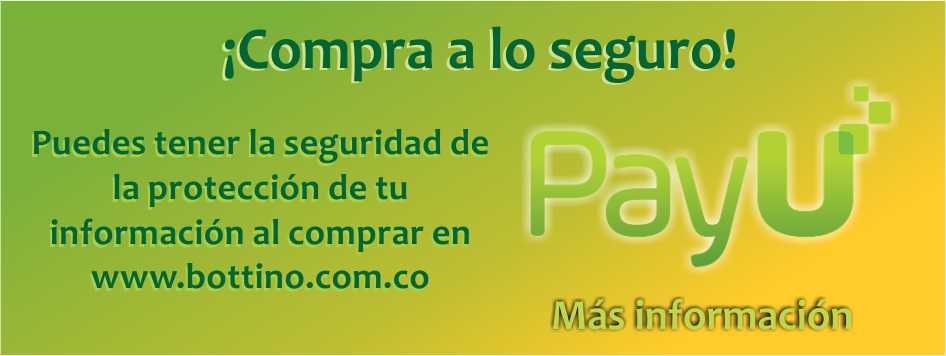 ¡Compra a lo seguro!
Puedes tener la seguridad de
la protección de tu
información al comprar en
www.bottino.com.co
PayU
Más información